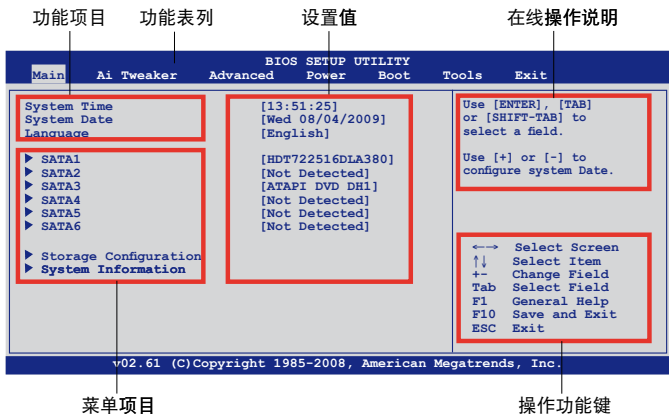 功能项目 功能表列 设置值 在线操作说明
BIOS SETUP UTILITY
Main Ai Tweaker Advanced Power Boot Tools Exit
System Time [13:51:25]
System Date [Wed 08/04/2009]
Language [English]
SATA1 [HDT722516DLA380]
SATA2 [Not Detected]
SATA3 [ATAPI DVD DH1]
SATA4 [Not Detected]
SATA5 [Not Detected]
SATA6 [Not Detected]
Storage Configuration
System Information
Use [ENTER], [TAB]
or [SHIFT-TAB] to
select a field.
Use [+] or [-] to
configure system Date.
←→ Select Screen
↑↓ Select Item
+- Change Field
Tab Select Field
F1 General Help
F10 Save and Exit
ESC Exit
v02.61 (C)Copyright 1985-2008, American Megatrends, Inc.
菜单项目 操作功能键